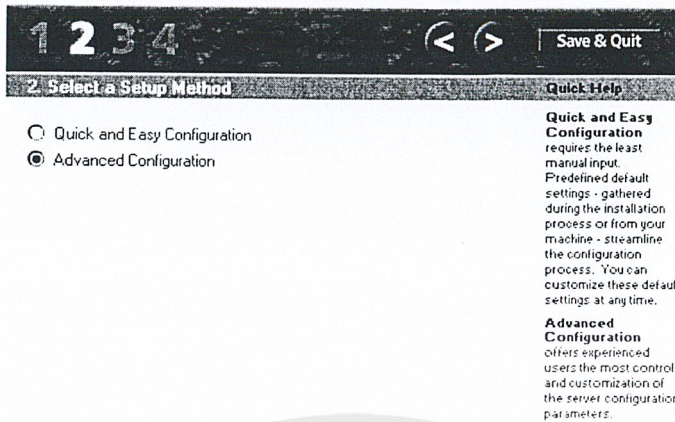 1 2 3 4
< >
Save & Quit
2. Select a Setup Method
Quick and Easy Configuration
Advanced Configuration
Quick Help
Quick and Easy
Configuration
requires the least
manual input.
Predefined default
settings - gathered
during the installation
process or from your
machine - streamline
the configuration
process. You can
customize these defaul
settings at any time.
Advanced
Configuration
offers experienced
users the most control
and customization of
the server configuration
parameters.